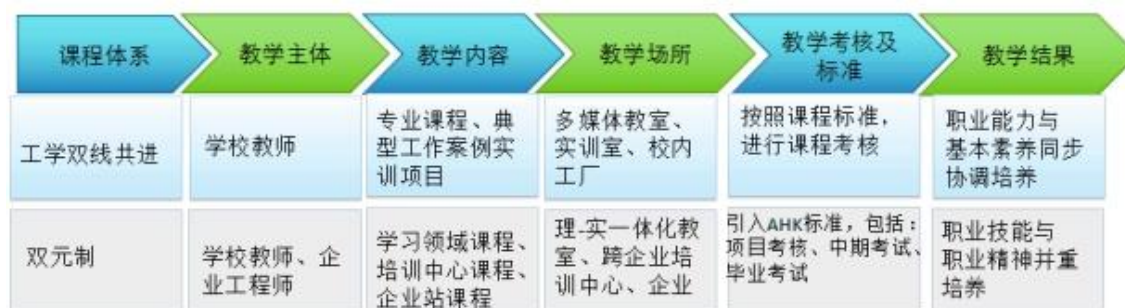 课程体系
教学主体
教学内容
教学场所
教学考核及
标准
教学结果
工学双线共进
学校教师
专业课程、典
型工作案例实
训项目
多媒体教室、
实训室、校内
工厂
按照课程标准，
进行课程考核
职业能力与
基本素养同步
协调培养
双元制
学校教师、企
业工程师
学习领域课程、
培训中心课程、
企业站课程
理-实一体化教
室、跨企业培
训中心、企业
引入AHK标准，包括：
项目考核、中期考试、
毕业考试
职业技能与
职业精神并重
培养